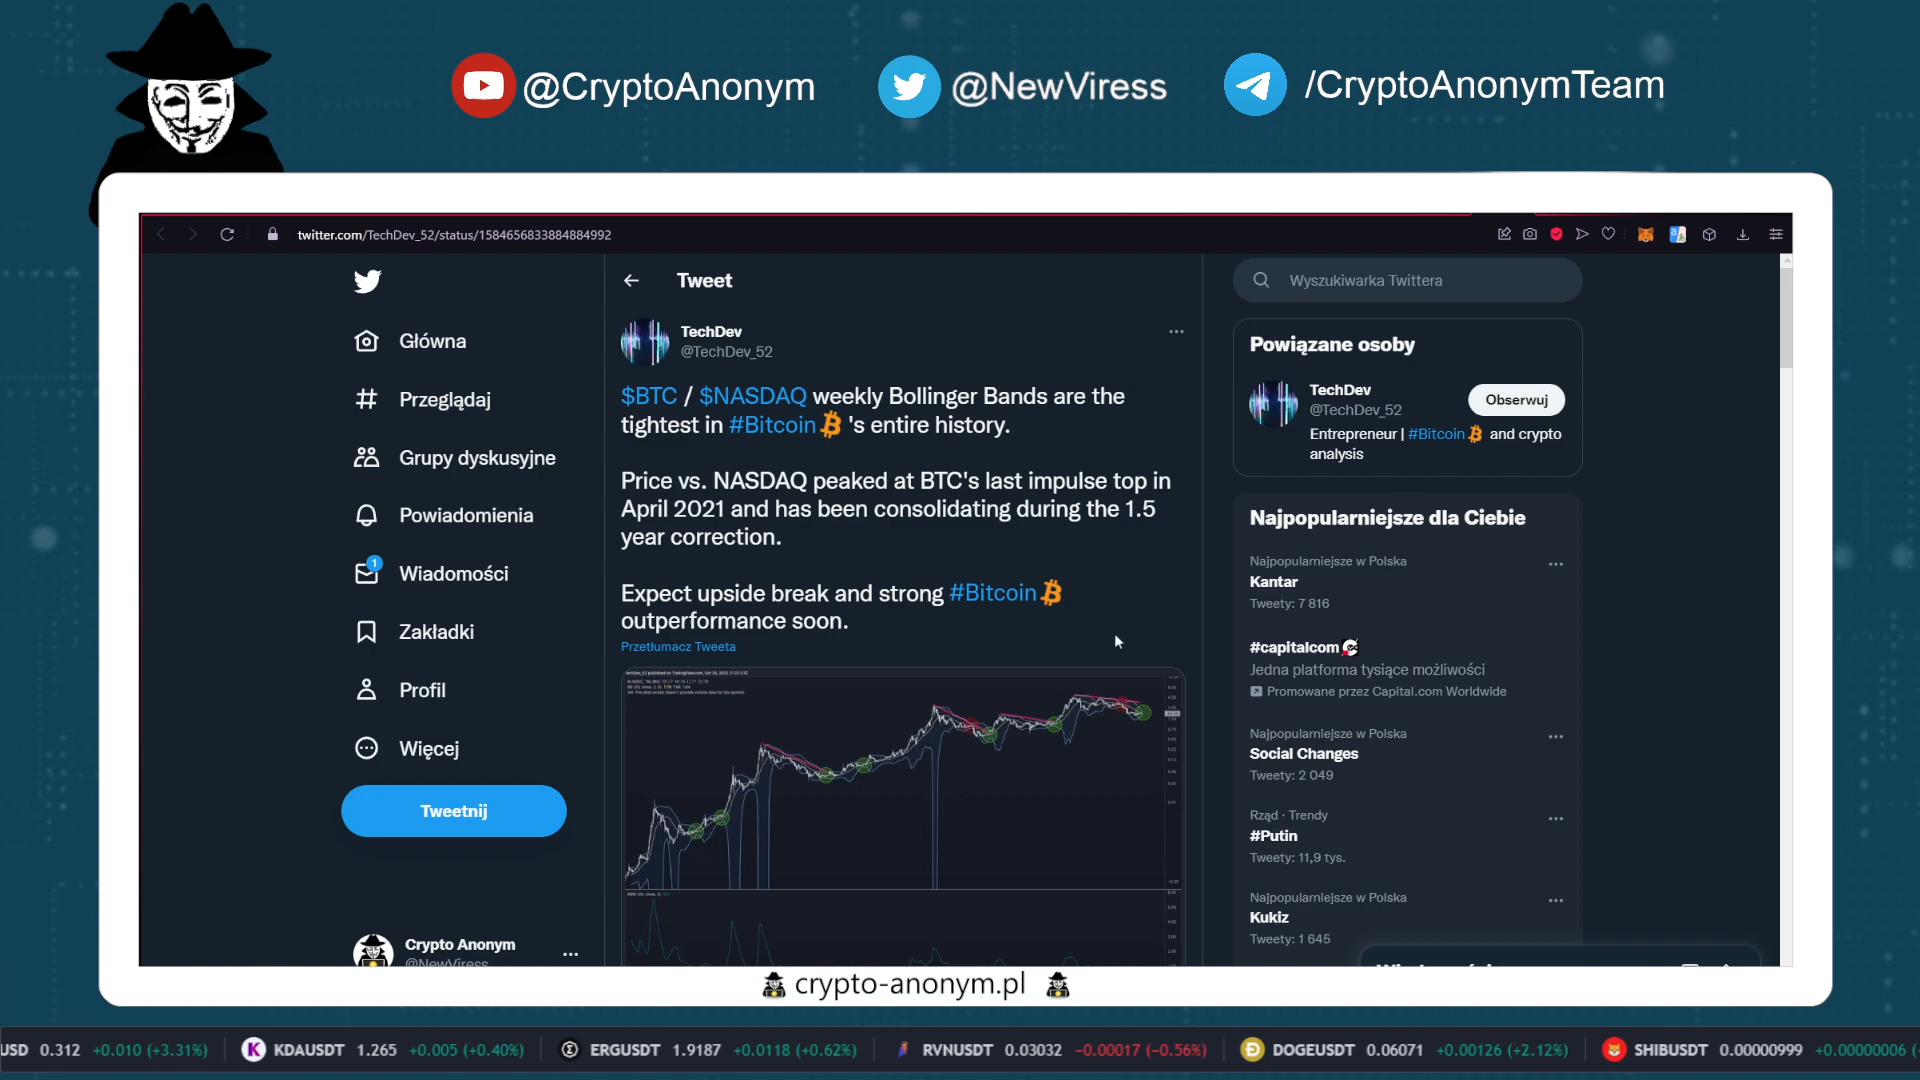 @CryptoAnonym
@NewViress
/CryptoAnonymTeam
twitter.com/TechDev_52/status/1584656833884884992
Główna
Przeglądaj
Grupy dyskusyjne
Powiadomienia
1
Wiadomości
Zakładki
Profil
Więcej
Tweetnij
Crypto Anonym
@NewViress
Tweet
TechDev
@TechDev_52
$BTC / $NASDAQ weekly Bollinger Bands are the
tightest in #Bitcoin 's entire history.
Price vs. NASDAQ peaked at BTC's last impulse top in
April 2021 and has been consolidating during the 1.5
year correction.
Expect upside break and strong #Bitcoin
outperformance soon.
Przetłumacz Tweeta
Wyszukiwarka Twittera
Powiązane osoby
TechDev
@TechDev_52
Obserwuj
Entrepreneur | #Bitcoin and crypto
analysis
Najpopularniejsze dla Ciebie
Najpopularniejsze w Polska
Kantar
Tweety: 7 816
#capitalcom
Jedna platforma tysiące możliwości
Promowane przez Capital.com Worldwide
Najpopularniejsze w Polska
Social Changes
Tweety: 2 049
Rząd · Trendy
#Putin
Tweety: 11,9 tys.
Najpopularniejsze w Polska
Kukiz
Tweety: 1 645
crypto-anonym.pl
USD 0.312 +0.010 (+3.31%)
KDAUSDT 1.265 +0.005 (+0.40%)
ERGUSDT 1.9187 +0.0118 (+0.62%)
RVNUSDT 0.03032 −0.00017 (−0.56%)
DOGEUSDT 0.06071 +0.00126 (+2.12%)
SHIBUSDT 0.00000999 +0.00000006 (